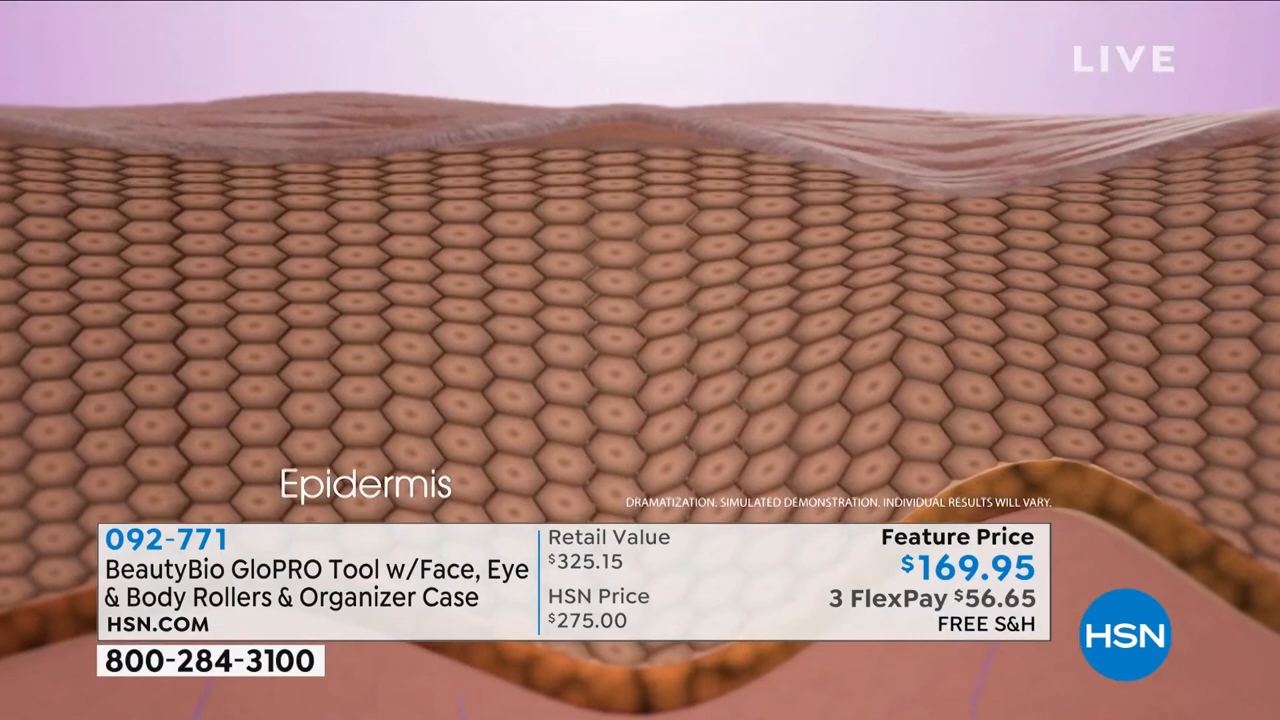 LIVE
Epidermis
DRAMATIZATION. SIMULATED DEMONSTRATION. INDIVIDUAL RESULTS WILL VARY.
092-771
BeautyBio GloPRO Tool w/Face, Eye
& Body Rollers & Organizer Case
HSN.COM
Retail Value
$325.15
HSN Price
$275.00
Feature Price
$169.95
3 FlexPay $56.65
FREE S&H
800-284-3100
HSN